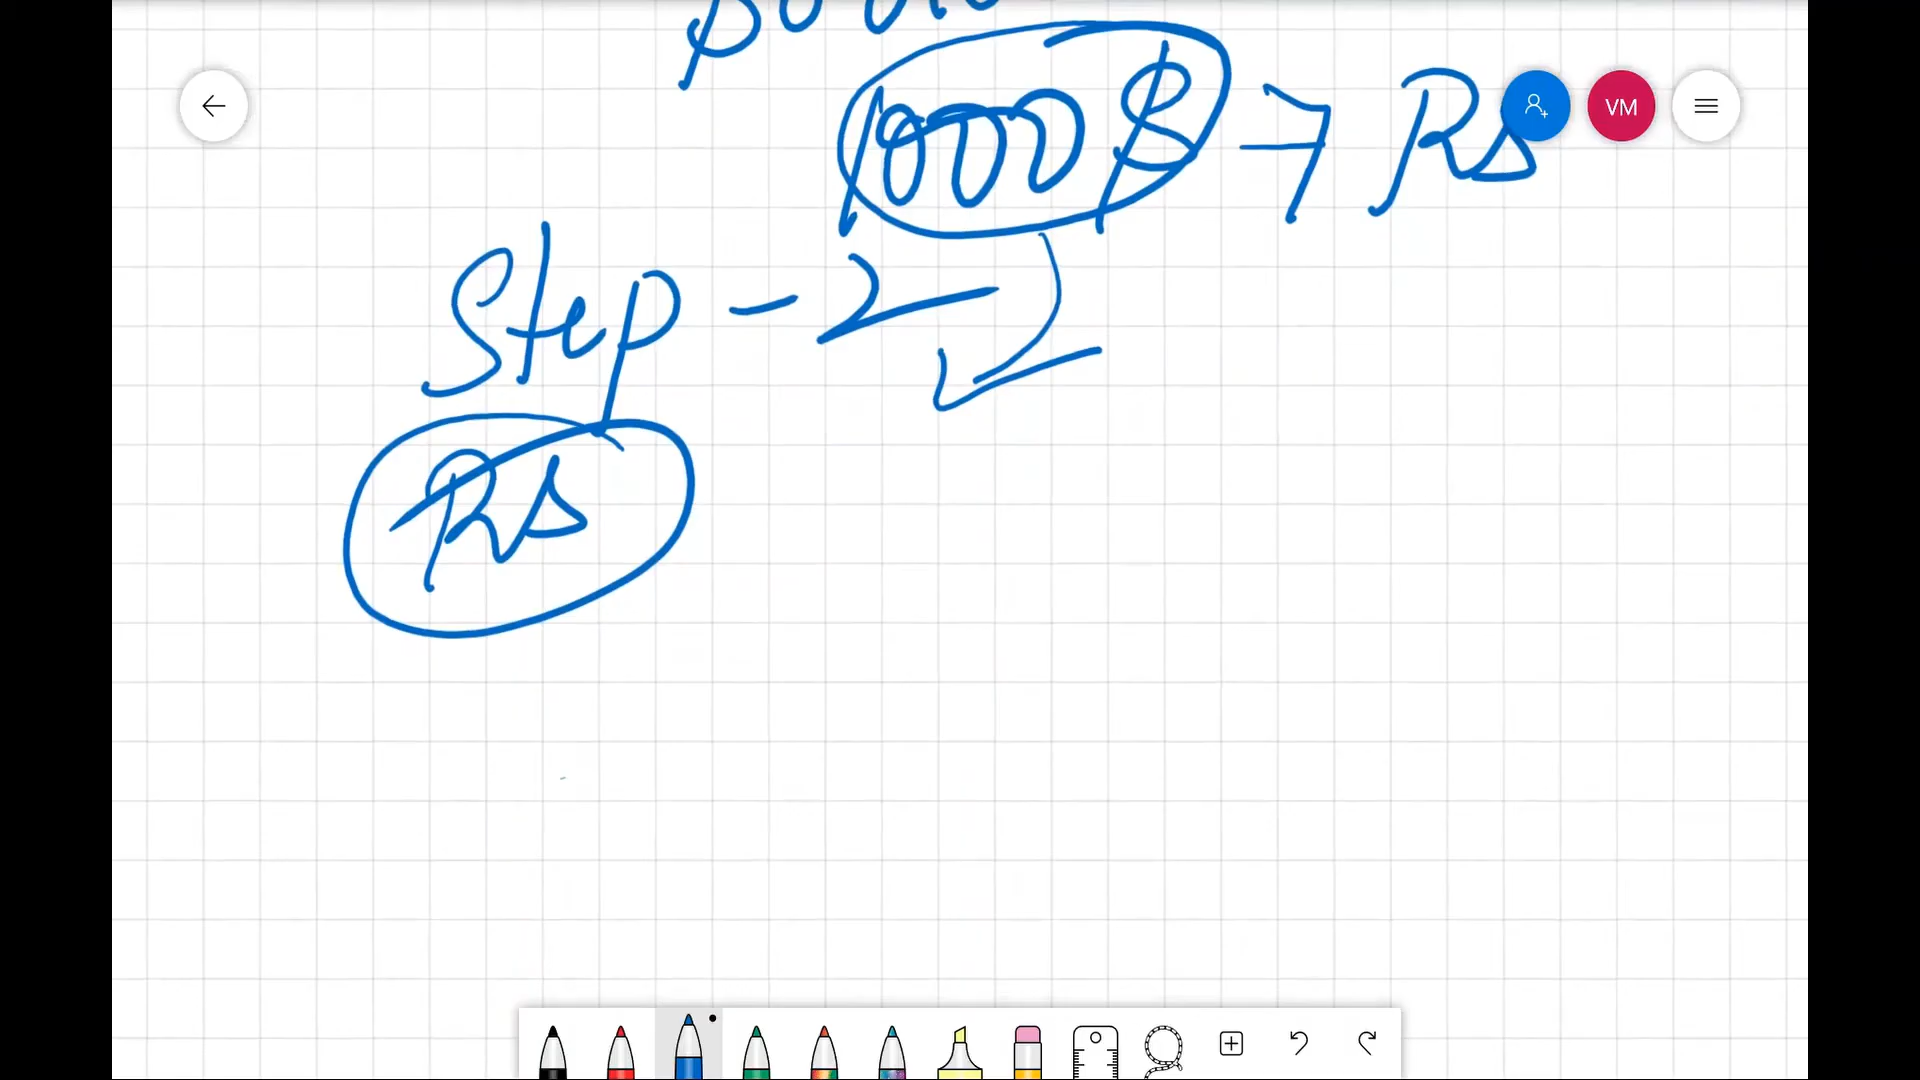 1000 $ → Rs
VM
Step - 2
Rs